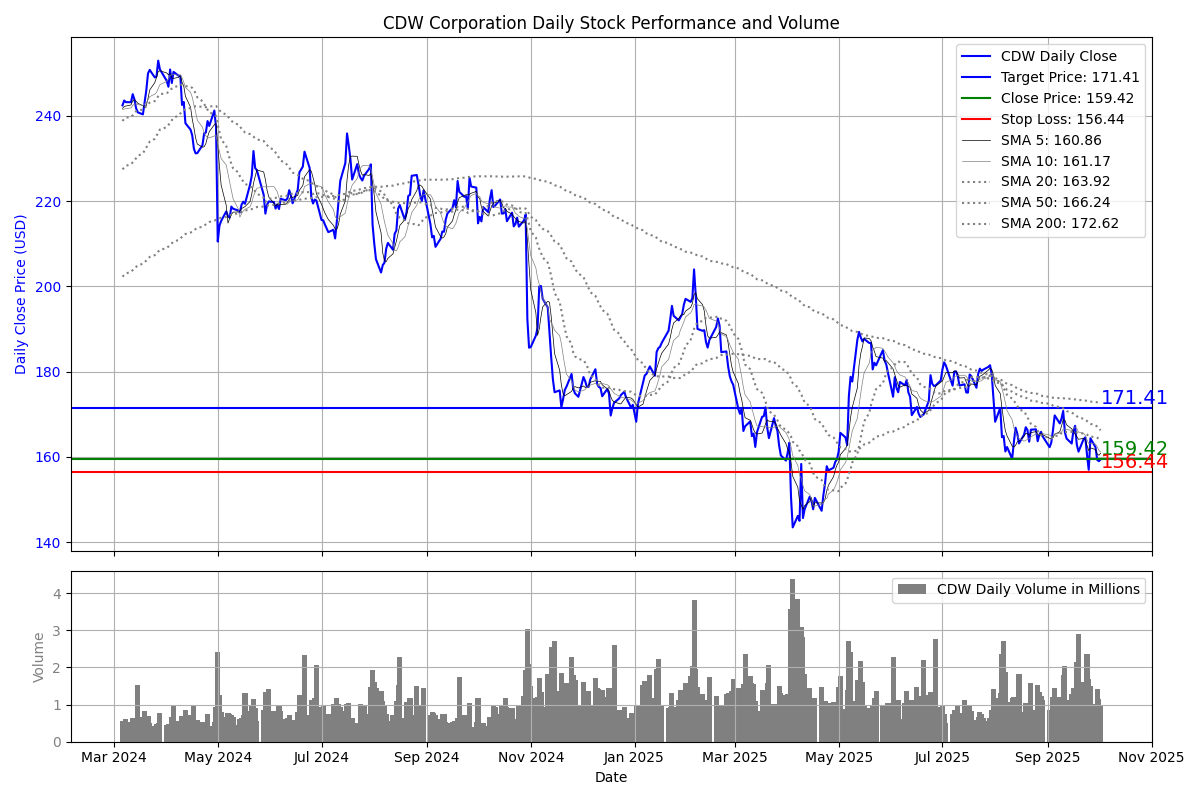 CDW Corporation Daily Stock Performance and Volume
CDW Daily Close
Target Price: 171.41
Close Price: 159.42
Stop Loss: 156.44
SMA 5: 160.86
SMA 10: 161.17
SMA 20: 163.92
SMA 50: 166.24
SMA 200: 172.62
Daily Close Price (USD)
240
220
200
180
160
140
171.41
159.42
156.44
CDW Daily Volume in Millions
Volume
4
3
2
1
0
Mar 2024 May 2024 Jul 2024 Sep 2024 Nov 2024 Jan 2025 Mar 2025 May 2025 Jul 2025 Sep 2025 Nov 2025
Date